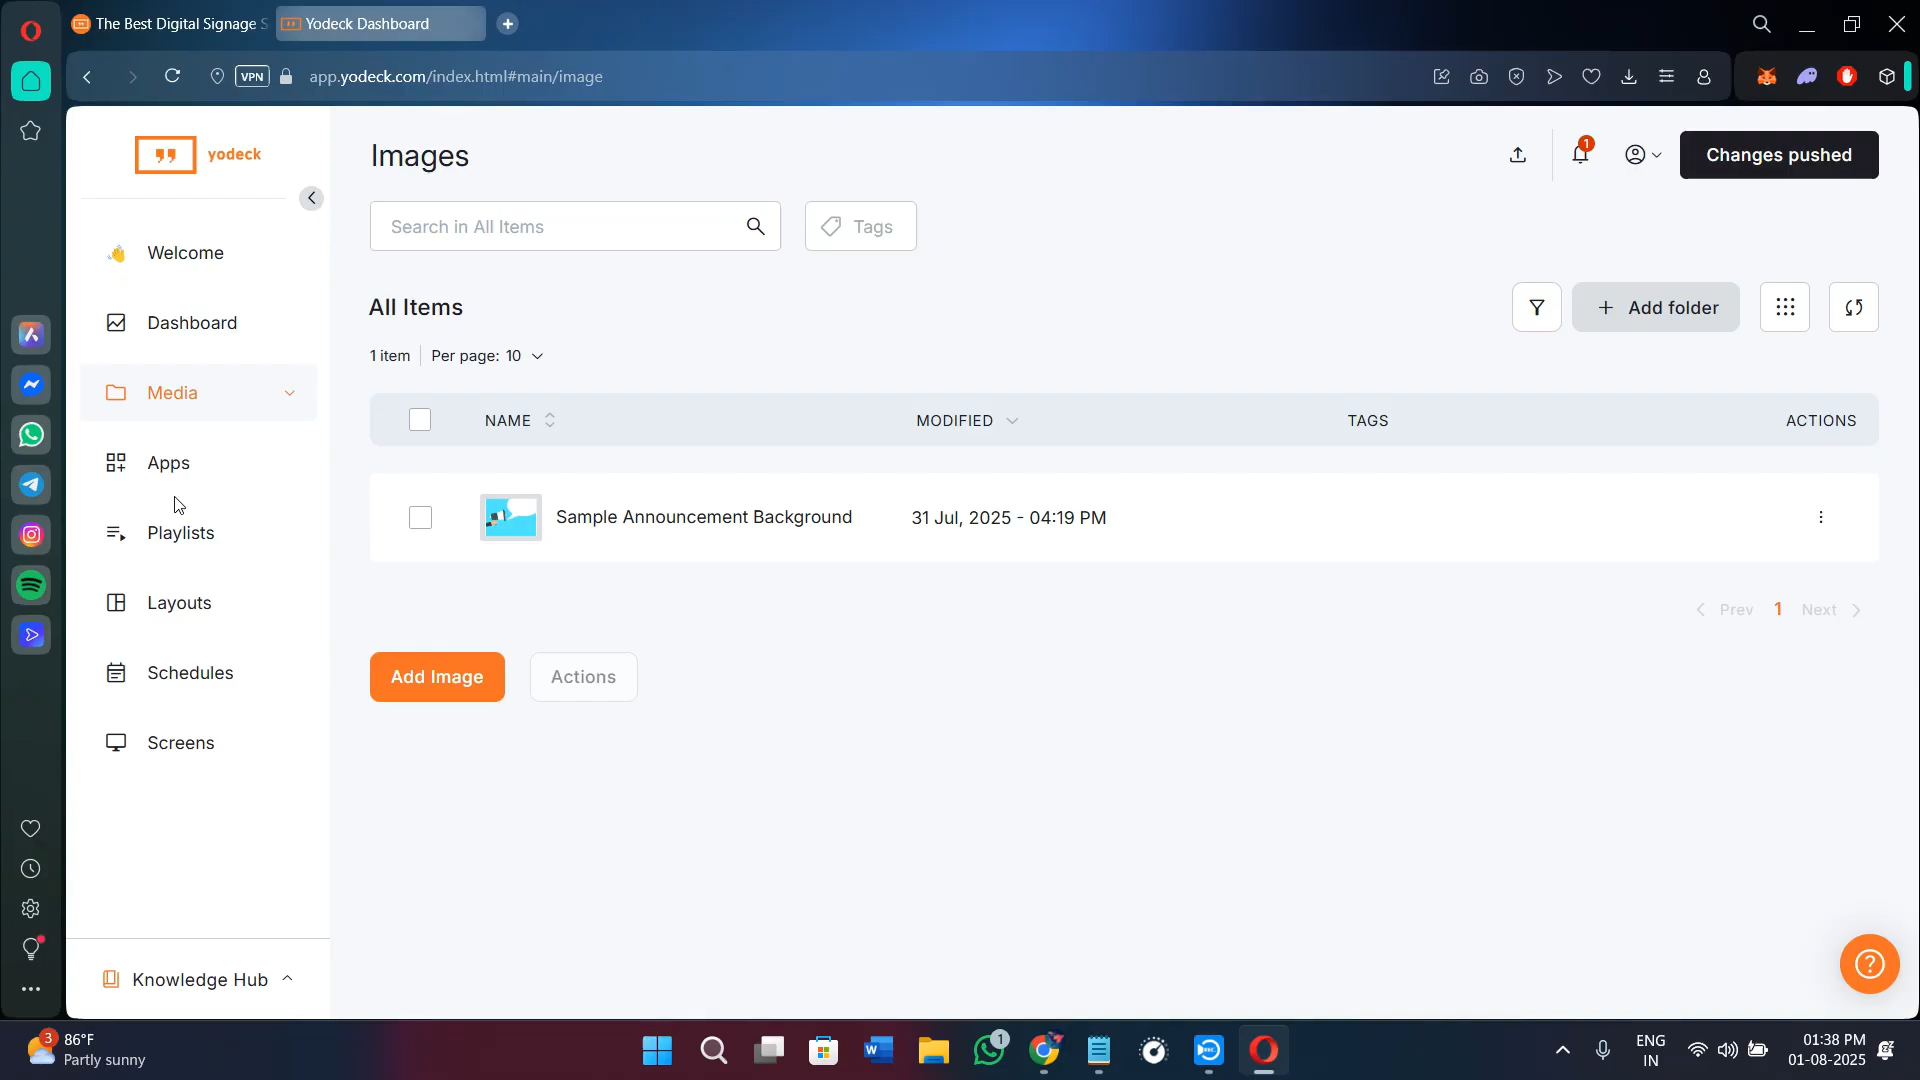 The Best Digital Signage S
Yodeck Dashboard
VPN
app.yodeck.com/index.html#main/image
yodeck
Images
1
Changes pushed
Welcome
Search in All Items
Tags
Dashboard
All Items
Add folder
1 item
Per page: 10
Media
NAME
MODIFIED
TAGS
ACTIONS
Apps
Sample Announcement Background
31 Jul, 2025 - 04:19 PM
Playlists
Layouts
Prev
1
Next
Schedules
Add Image
Actions
Screens
Knowledge Hub
3
86°F
Partly sunny
1
ENG
IN
01:38 PM
01-08-2025